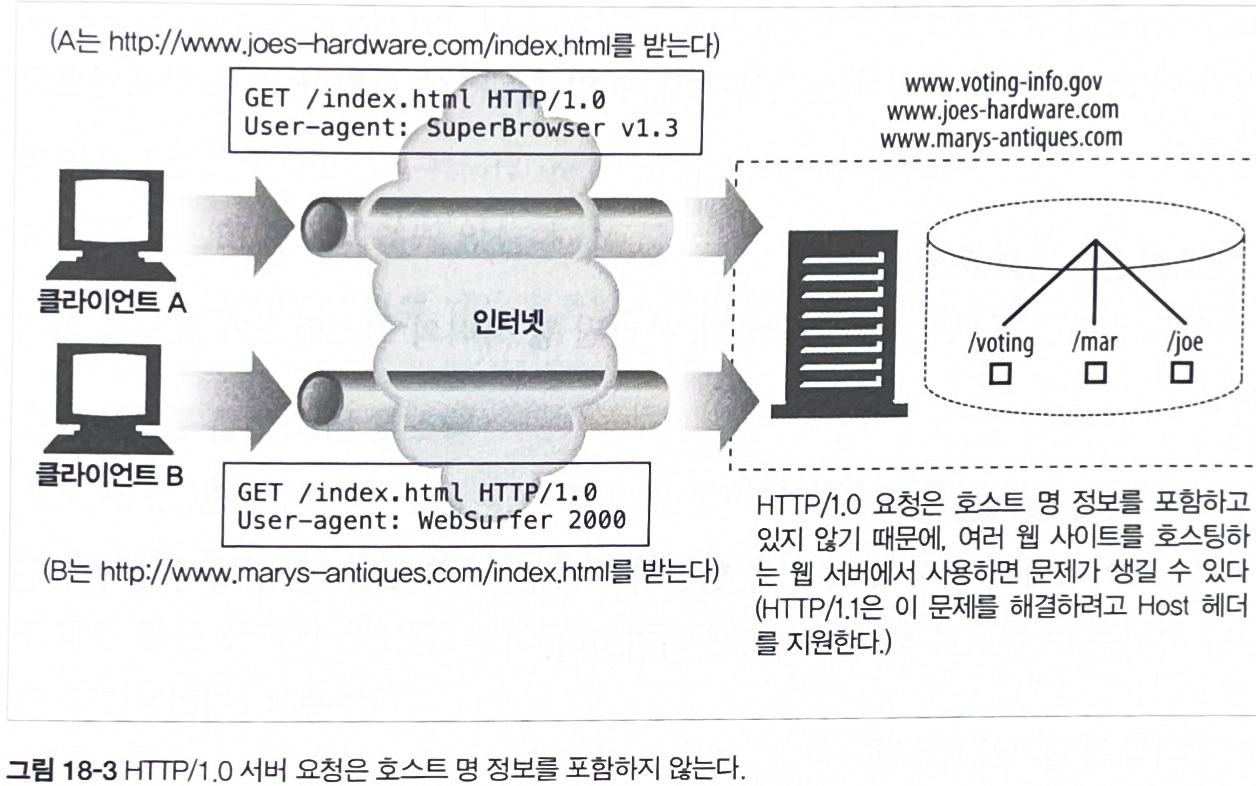 (A는 http://www.joes-hardware.com/index.html를 받는다)
GET /index.html HTTP/1.0
User-agent: SuperBrowser v1.3
www.voting-info.gov
www.joes-hardware.com
www.marys-antiques.com
클라이언트 A
인터넷
/voting /mar /joe
클라이언트 B
GET /index.html HTTP/1.0
User-agent: WebSurfer 2000
(B는 http://www.marys-antiques.com/index.html를 받는다)
HTTP/1.0 요청은 호스트 명 정보를 포함하고
있지 않기 때문에, 여러 웹 사이트를 호스팅하
는 웹 서버에서 사용하면 문제가 생길 수 있다
(HTTP/1.1은 이 문제를 해결하려고 Host 헤더
를 지원한다.)
그림 18-3 HTTP/1.0 서버 요청은 호스트 명 정보를 포함하지 않는다.